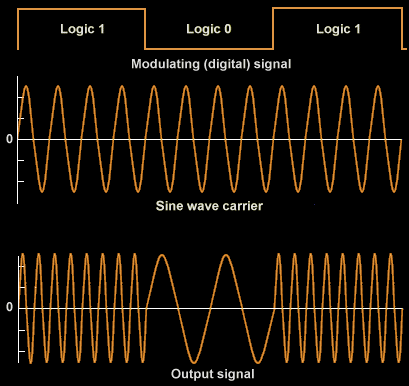 Logic 1 Logic 0 Logic 1
Modulating (digital) signal
0
Sine wave carrier
0
Output signal